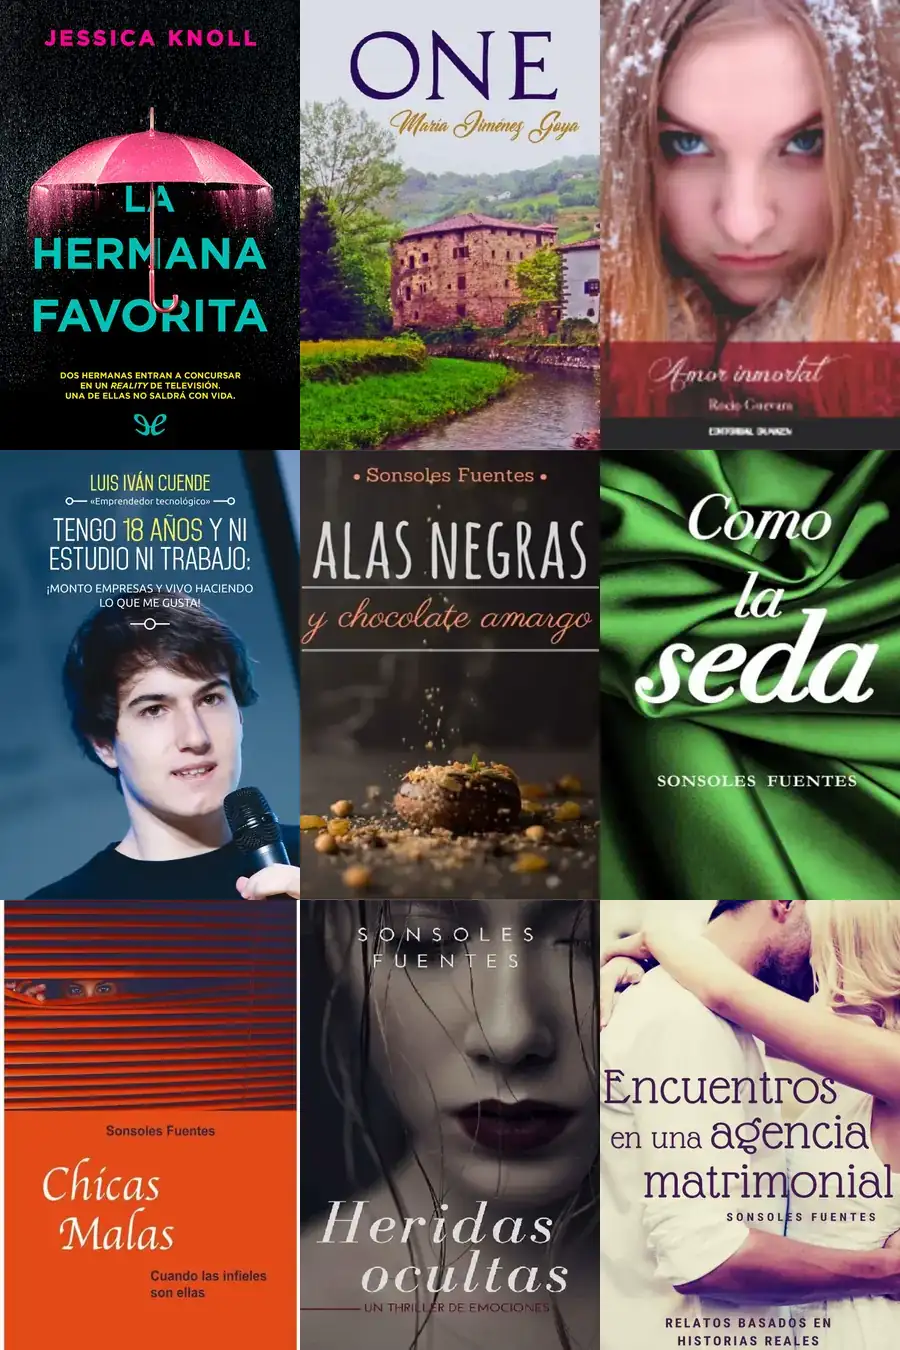 JESSICA KNOLL
LA
HERMANA
FAVORITA
DOS HERMANAS ENTRAN A CONCURSAR
EN UN REALITY DE TELEVISIÓN.
UNA DE ELLAS NO SALDRÁ CON VIDA.
ONE
María Jiménez Goya
Amor inmortal
Rocío Guevara
EDITORIAL DUNKEN
LUIS IVÁN CUENDE
«Emprendedor tecnológico»
TENGO 18 AÑOS Y NI
ESTUDIO NI TRABAJO:
¡MONTO EMPRESAS Y VIVO HACIENDO
LO QUE ME GUSTA!
• Sonsoles Fuentes •
ALAS NEGRAS
y chocolate amargo
Como
la
seda
SONSOLES FUENTES
Sonsoles Fuentes
Chicas
Malas
Cuando las infieles
son ellas
SONSOLES
FUENTES
Heridas
ocultas
UN THRILLER DE EMOCIONES
Encuentros
en una agencia
matrimonial
SONSOLES FUENTES
RELATOS BASADOS EN
HISTORIAS REALES